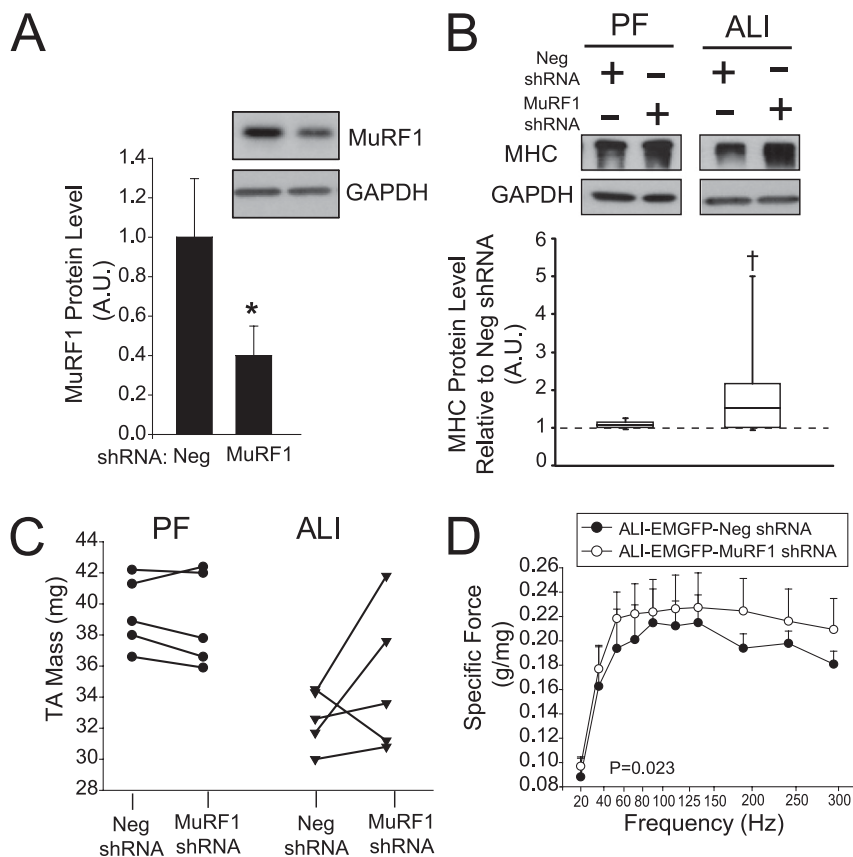 A
MuRF1
GAPDH
MuRF1 Protein Level
(A.U.)
1.4
1.2
1.0
0.8
0.6
0.4
0.2
0.0
*
shRNA: Neg MuRF1
B
PF ALI
Neg
shRNA
+ - + -
MuRF1
shRNA
- + - +
MHC
GAPDH
MHC Protein Level
Relative to Neg shRNA
(A.U.)
6
5
4
3
2
1
0
†
C
PF ALI
TA Mass (mg)
44
42
40
38
36
34
32
30
28
Neg
shRNA
MuRF1
shRNA
Neg
shRNA
MuRF1
shRNA
D
ALI-EMGFP-Neg shRNA
ALI-EMGFP-MuRF1 shRNA
Specific Force
(g/mg)
0.26
0.24
0.22
0.20
0.18
0.16
0.14
0.12
0.10
0.08
P=0.023
20 40 60 80 100 125 150 200 250 300
Frequency (Hz)